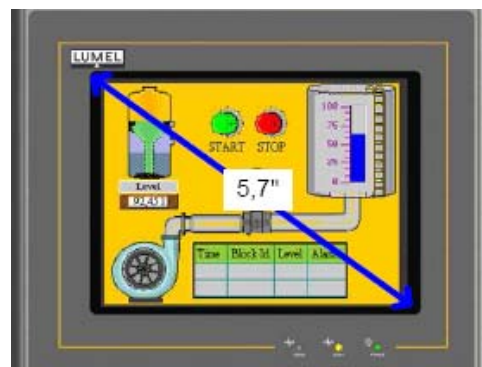 LUMEL
START STOP
100
75
50
25
0
5,7"
Level
Time Block Id Level Alarm